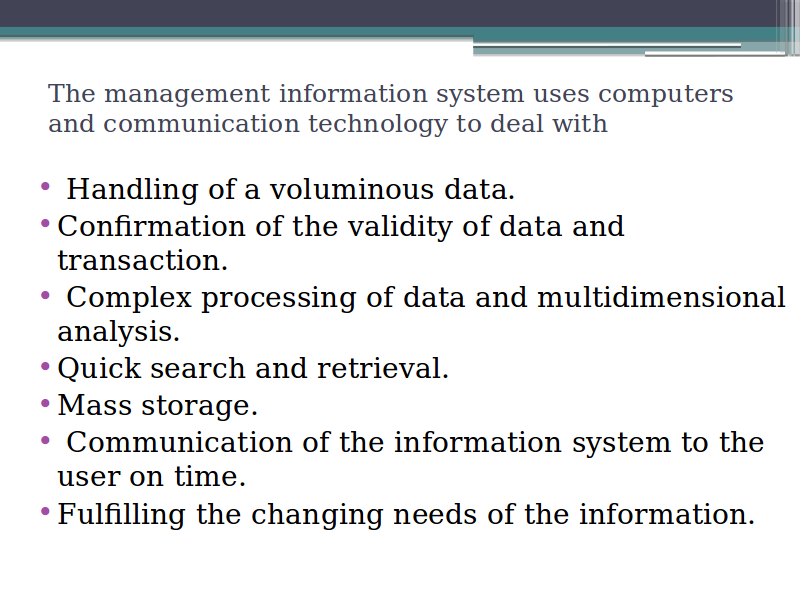 The management information system uses computers
and communication technology to deal with
• Handling of a voluminous data.
• Confirmation of the validity of data and
transaction.
• Complex processing of data and multidimensional
analysis.
• Quick search and retrieval.
• Mass storage.
• Communication of the information system to the
user on time.
• Fulfilling the changing needs of the information.